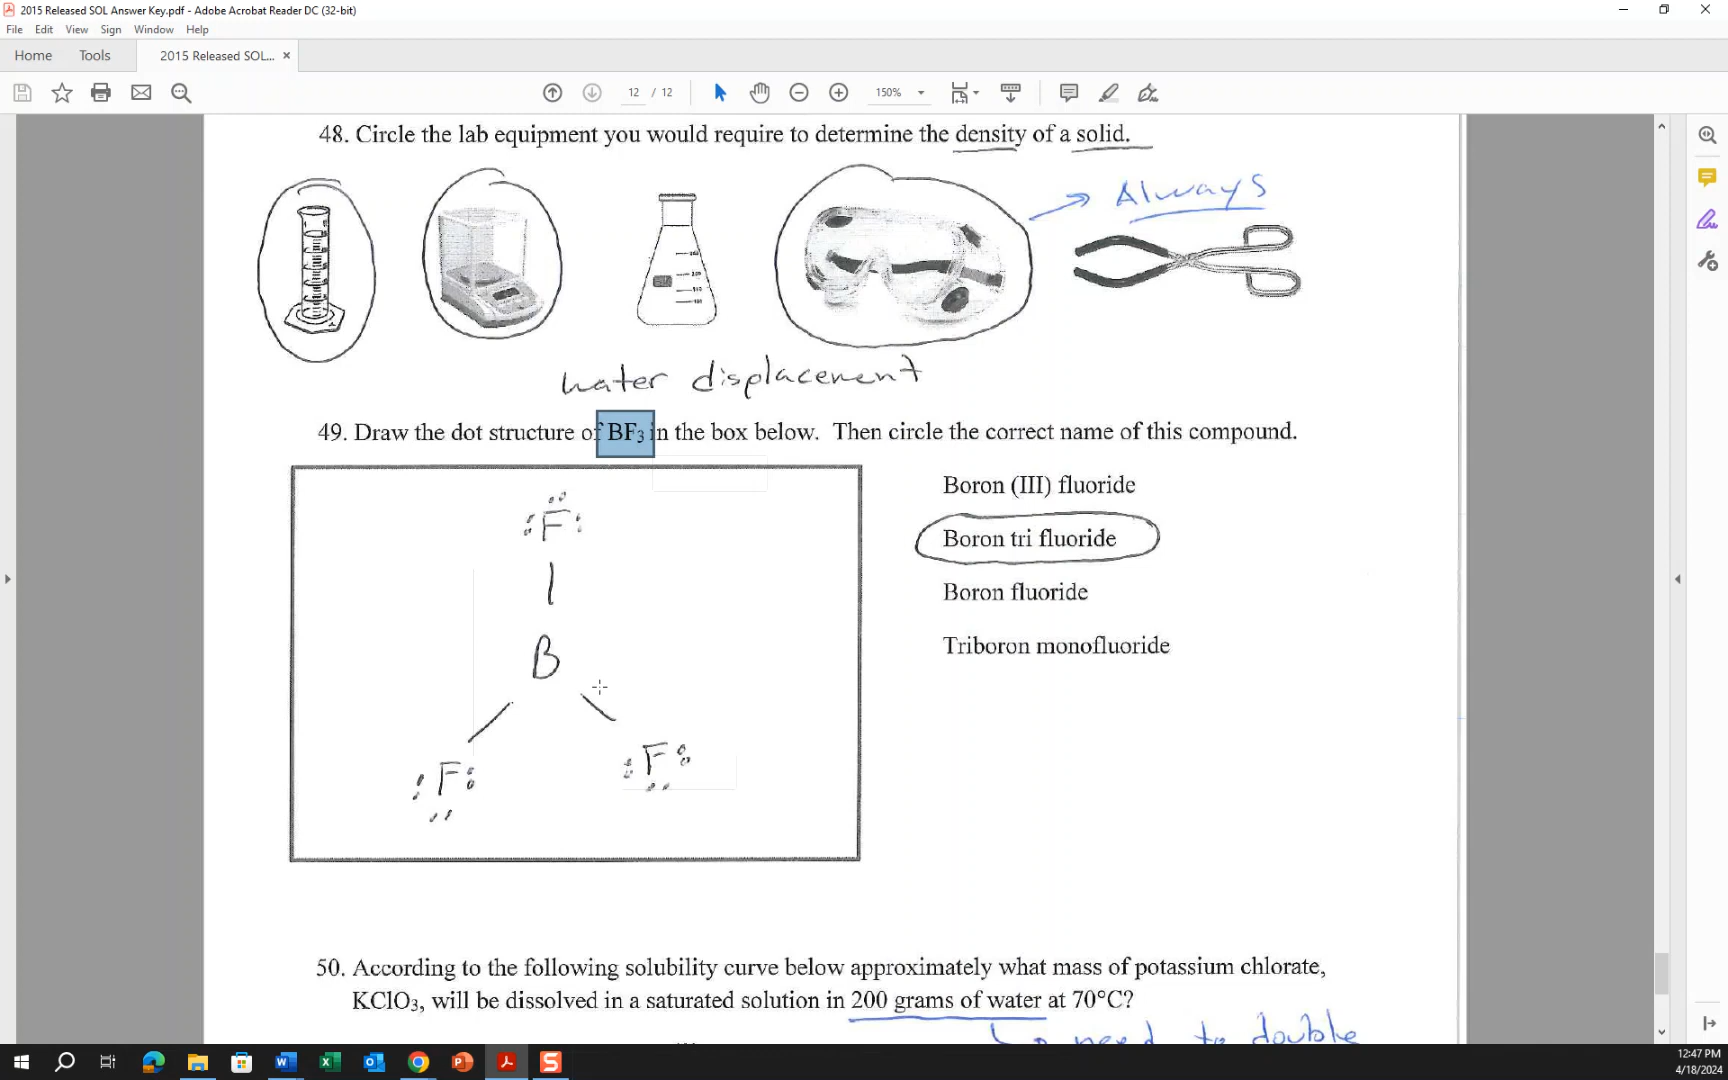 2015 Released SOL Answer Key.pdf - Adobe Acrobat Reader DC (32-bit)
File Edit View Sign Window Help
Home Tools 2015 Released SOL... ×
12 / 12 150%
48. Circle the lab equipment you would require to determine the density of a solid.
Always
water displacement
49. Draw the dot structure of BF₃ in the box below. Then circle the correct name of this compound.
Boron (III) fluoride
Boron tri fluoride
Boron fluoride
Triboron monofluoride
F
B
F F
50. According to the following solubility curve below approximately what mass of potassium chlorate,
KClO₃, will be dissolved in a saturated solution in 200 grams of water at 70°C?
need to double
12:47 PM
4/18/2024